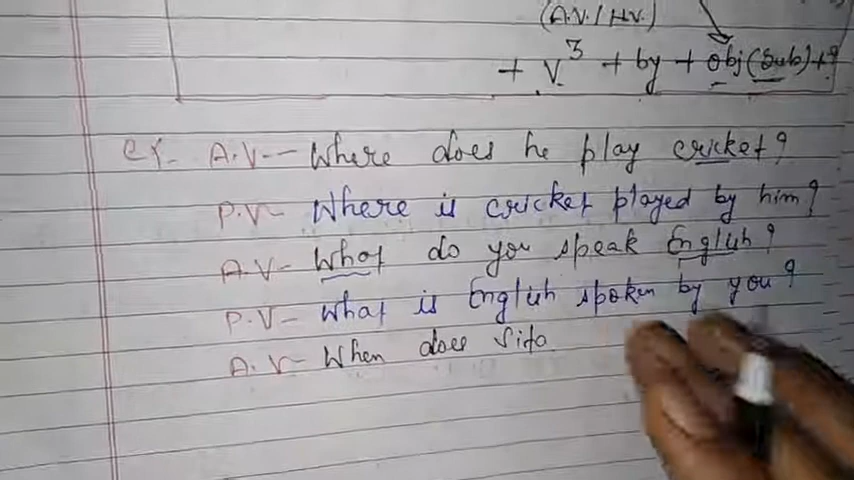 (A.V./H.V.)
+ V³ + by + obj(Sub)+?
ex- A.V- Where does he play cricket?
P.V- Where is cricket played by him?
A.V- What do you speak English?
P.V- What is English spoken by you?
A.V- When does Sita